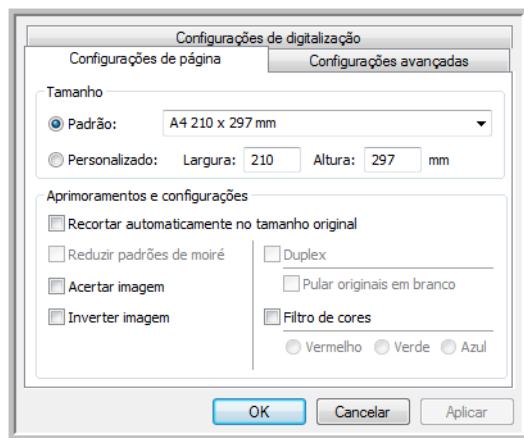 Configurações de digitalização
Configurações de página Configurações avançadas
Tamanho
Padrão: A4 210 x 297 mm
Personalizado: Largura: 210 Altura: 297 mm
Aprimoramentos e configurações
Recortar automaticamente no tamanho original
Reduzir padrões de moiré Duplex
Acertar imagem Pular originais em branco
Inverter imagem Filtro de cores
Vermelho Verde Azul
OK Cancelar Aplicar